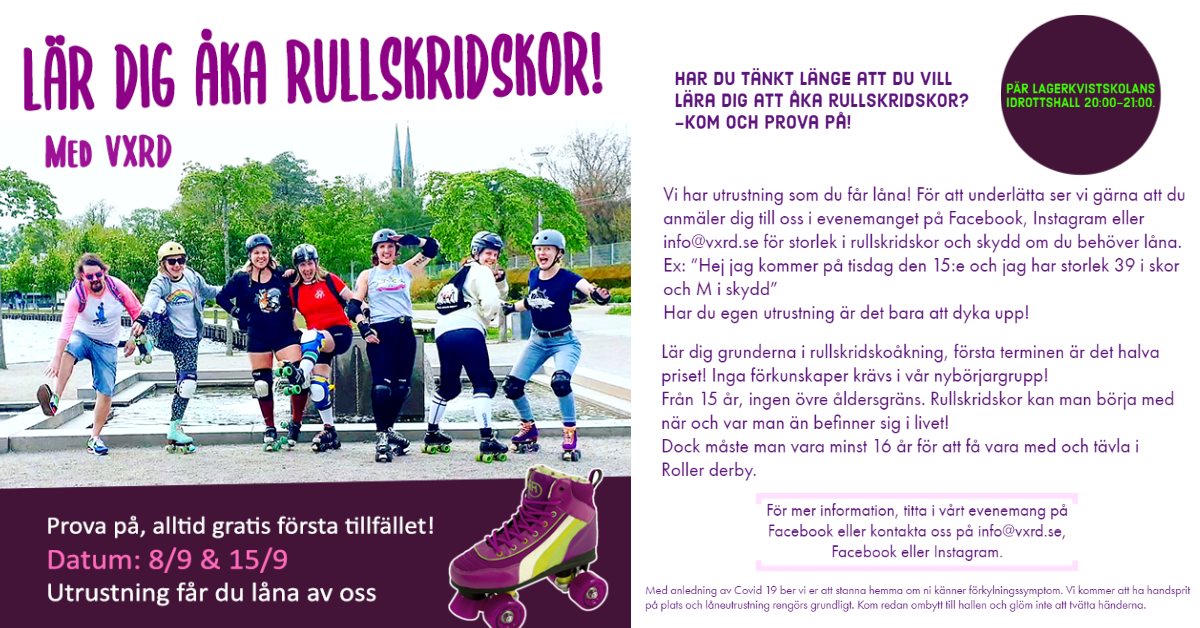 LÄR DIG ÅKA RULLSKRIDSKOR!
MED VXRD
Prova på, alltid gratis första tillfället!
Datum: 8/9 & 15/9
Utrustning får du låna av oss
HAR DU TÄNKT LÄNGE ATT DU VILL
LÄRA DIG ATT ÅKA RULLSKRIDSKOR?
-KOM OCH PROVA PÅ!
PÄR LAGERKVISTSKOLANS
IDROTTSHALL 20:00-21:00.
Vi har utrustning som du får låna! För att underlätta ser vi gärna att du
anmäler dig till oss i evenemanget på Facebook, Instagram eller
info@vxrd.se för storlek i rullskridskor och skydd om du behöver låna.
Ex: "Hej jag kommer på tisdag den 15:e och jag har storlek 39 i skor
och M i skydd"
Har du egen utrustning är det bara att dyka upp!
Lär dig grunderna i rullskridskoåkning, första terminen är det halva
priset! Inga förkunskaper krävs i vår nybörjargrupp!
Från 15 år, ingen övre åldersgräns. Rullskridskor kan man börja med
när och var man än befinner sig i livet!
Dock måste man vara minst 16 år för att få vara med och tävla i
Roller derby.
För mer information, titta i vårt evenemang på
Facebook eller kontakta oss på info@vxrd.se,
Facebook eller Instagram.
Med anledning av Covid 19 ber vi er att stanna hemma om ni känner förkylningssymptom. Vi kommer att ha handsprit
på plats och låneutrustning rengörs grundligt. Kom redan ombytt till hallen och glöm inte att tvätta händerna.